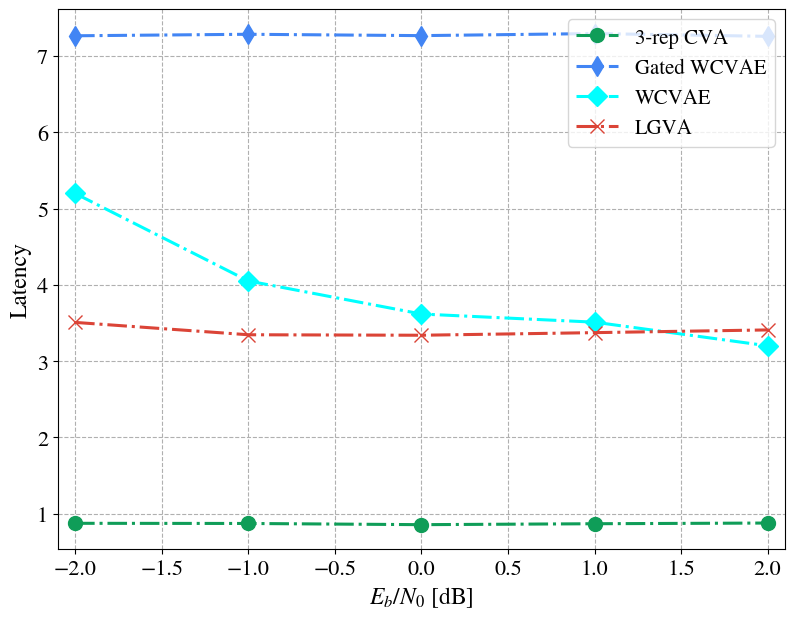 3-rep CVA
Gated WCVAE
WCVAE
LGVA
7
6
5
4
3
2
1
Latency
−2.0 −1.5 −1.0 −0.5 0.0 0.5 1.0 1.5 2.0
E_b/N_0 [dB]